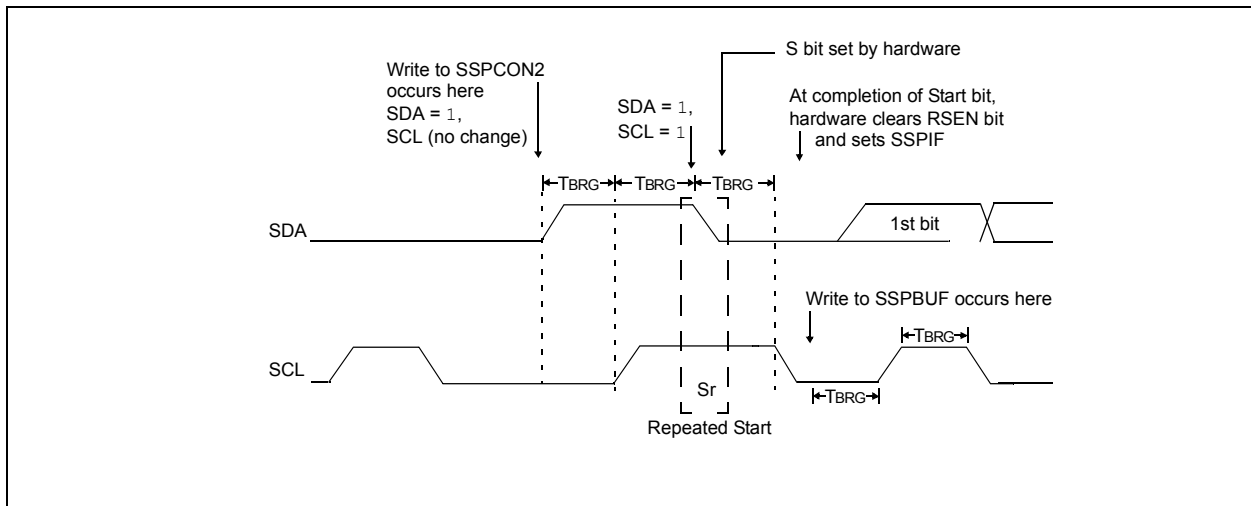 S bit set by hardware
Write to SSPCON2
occurs here
SDA = 1,
SCL (no change)
SDA = 1,
SCL = 1
At completion of Start bit,
hardware clears RSEN bit
and sets SSPIF
TBRG TBRG TBRG
SDA
1st bit
Write to SSPBUF occurs here
TBRG
SCL
Sr
TBRG
Repeated Start